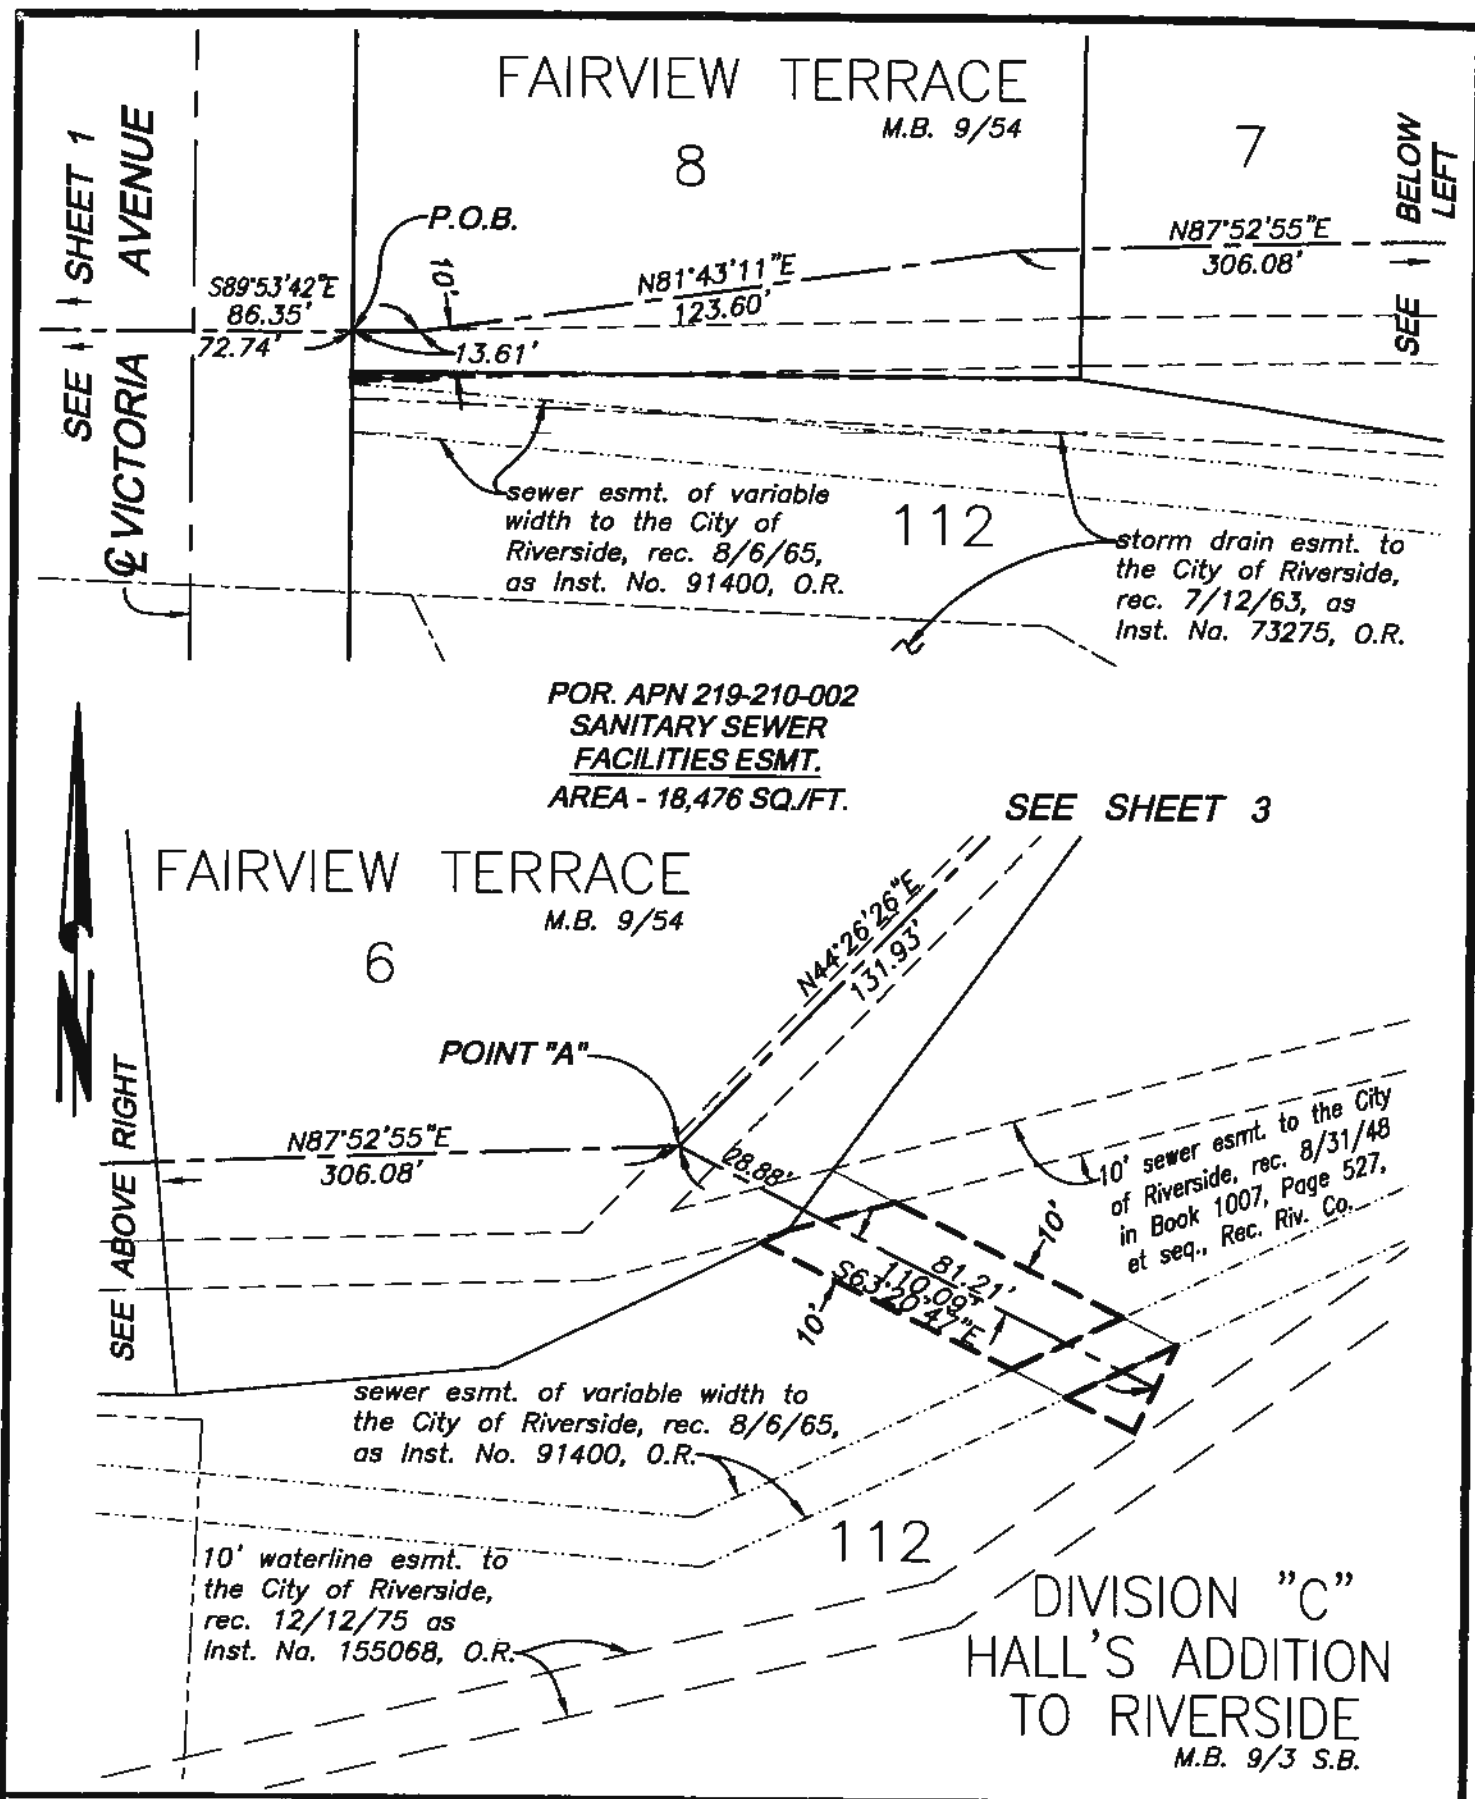 FAIRVIEW TERRACE
M.B. 9/54
8
7
SEE SHEET 1
SEE
AVENUE
℄ VICTORIA
SEE BELOW
LEFT
P.O.B.
10'
S89°53'42"E
86.35'
72.74'
13.61'
N81°43'11"E
123.60'
N87°52'55"E
306.08'
sewer esmt. of variable
width to the City of
Riverside, rec. 8/6/65,
as Inst. No. 91400, O.R.
112
storm drain esmt. to
the City of Riverside,
rec. 7/12/63, as
Inst. No. 73275, O.R.
POR. APN 219-210-002
SANITARY SEWER
FACILITIES ESMT.
AREA - 18,476 SQ./FT.
SEE SHEET 3
N
FAIRVIEW TERRACE
M.B. 9/54
6
N44°26'26"E
131.93'
POINT "A"
SEE ABOVE RIGHT
N87°52'55"E
306.08'
28.88'
10' sewer esmt. to the City
of Riverside, rec. 8/31/48
in Book 1007, Page 527,
et seq., Rec. Riv. Co.
10'
81.21'
110.09'
S63°20'47"E
10'
sewer esmt. of variable width to
the City of Riverside, rec. 8/6/65,
as Inst. No. 91400, O.R.
112
10' waterline esmt. to
the City of Riverside,
rec. 12/12/75 as
Inst. No. 155068, O.R.
DIVISION "C"
HALL'S ADDITION
TO RIVERSIDE
M.B. 9/3 S.B.